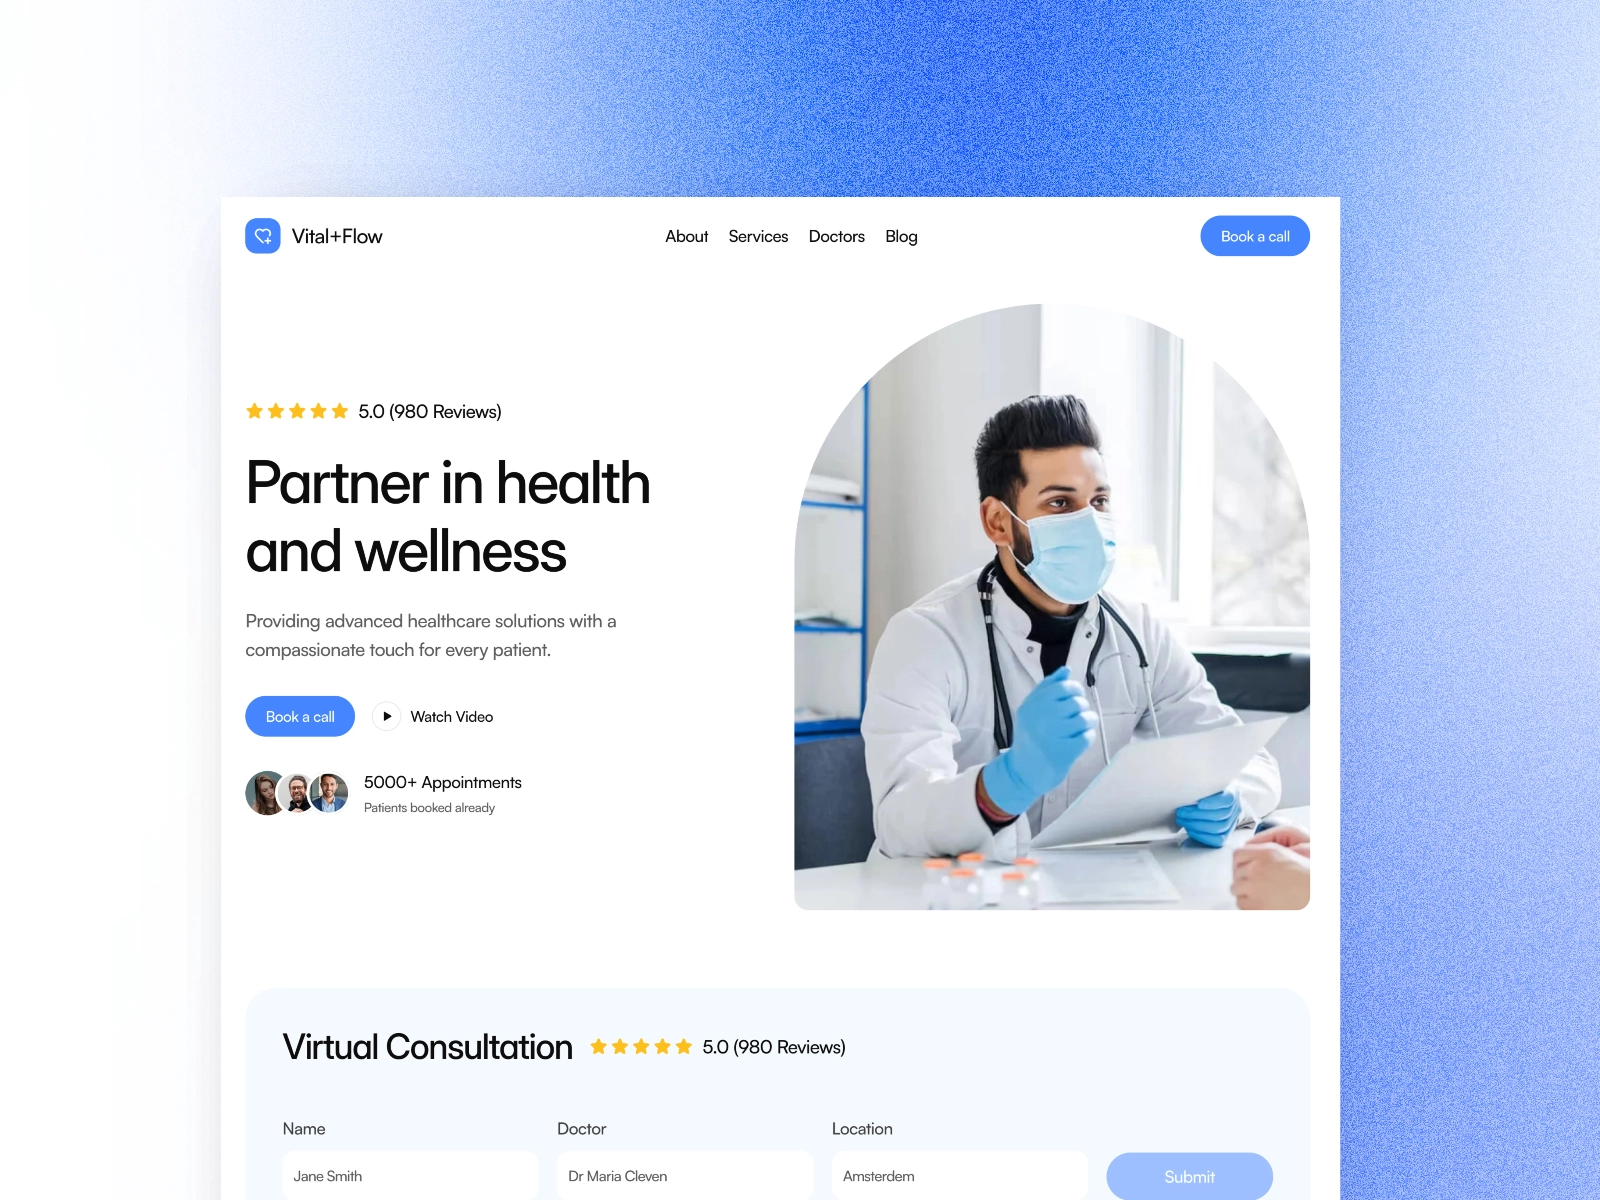 Vital+Flow
About Services Doctors Blog
Book a call
5.0 (980 Reviews)
Partner in health
and wellness
Providing advanced healthcare solutions with a
compassionate touch for every patient.
Book a call
Watch Video
5000+ Appointments
Patients booked already
Virtual Consultation
5.0 (980 Reviews)
Name
Doctor
Location
Jane Smith
Dr Maria Cleven
Amsterdem
Submit